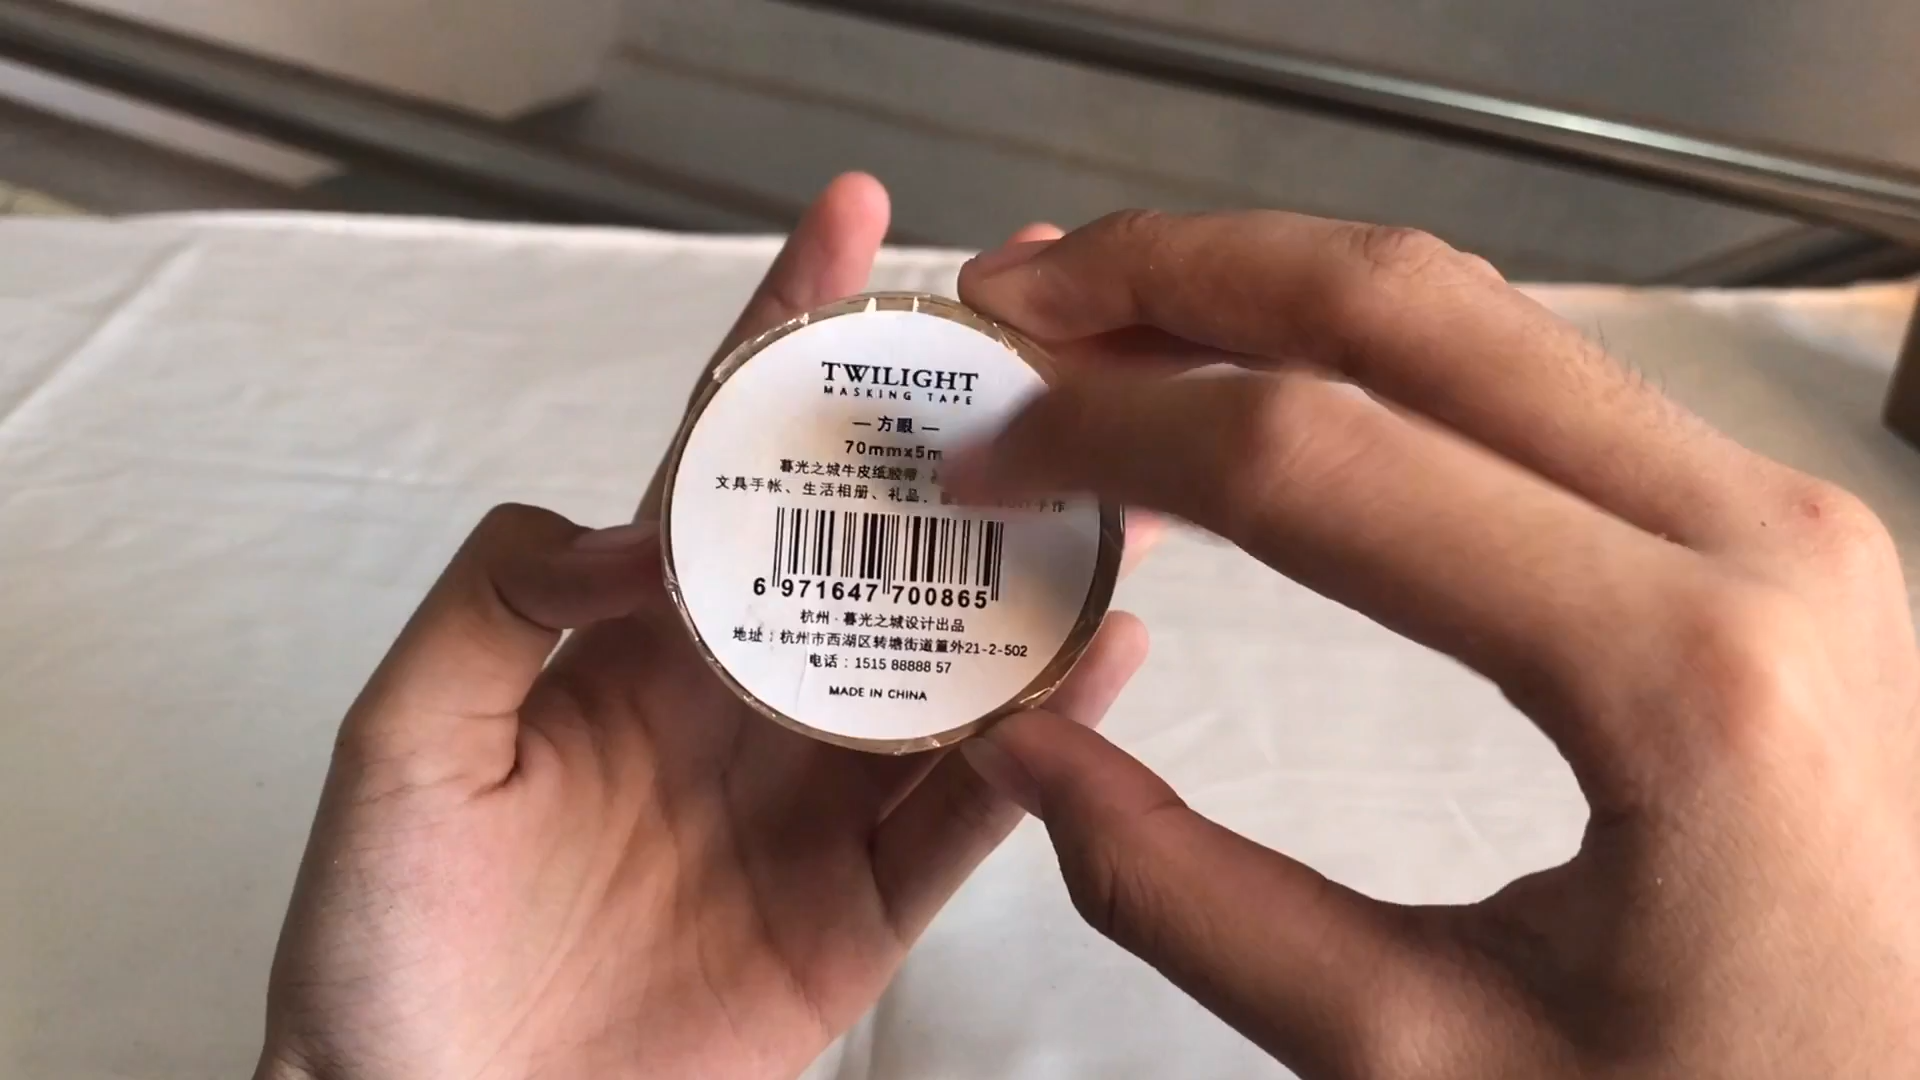 TWILIGHT
MASKING TAPE
— 方眼 —
70mmx5m
暮光之城牛皮纸胶带 ·
文具手帐、生活相册、礼品、 手作
6 971647 700865
杭州 · 暮光之城设计出品
地址：杭州市西湖区转塘街道篁外21-2-502
电话：1515 88888 57
MADE IN CHINA